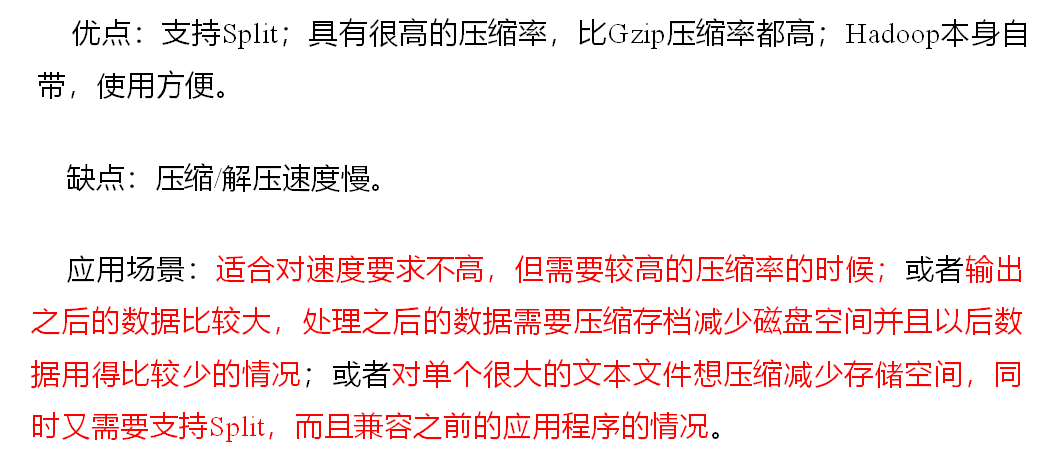 优点：支持Split；具有很高的压缩率，比Gzip压缩率都高；Hadoop本身自
带，使用方便。
缺点：压缩/解压速度慢。
应用场景：适合对速度要求不高，但需要较高的压缩率的时候；或者输出
之后的数据比较大，处理之后的数据需要压缩存档减少磁盘空间并且以后数
据用得比较少的情况；或者对单个很大的文本文件想压缩减少存储空间，同
时又需要支持Split，而且兼容之前的应用程序的情况。